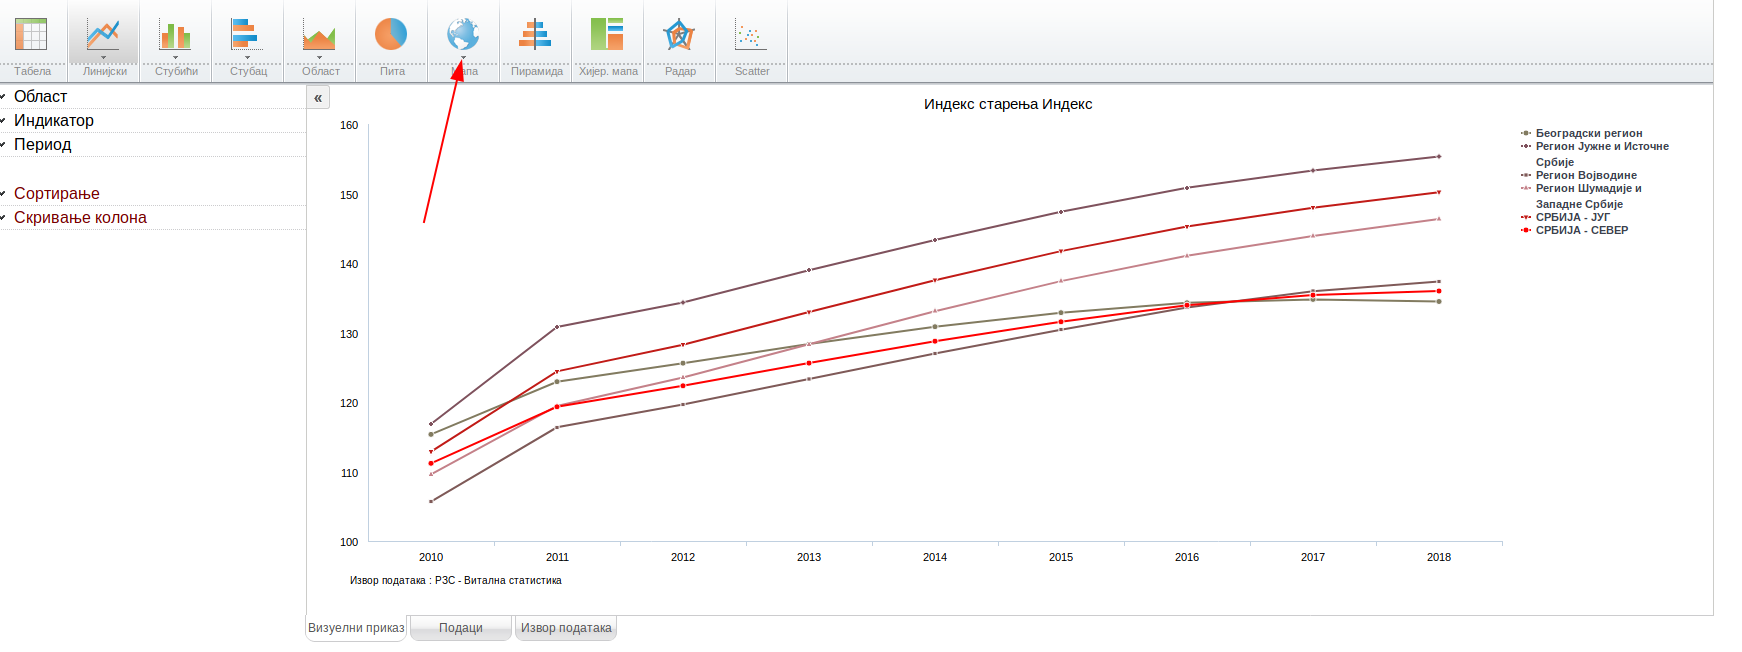 Табела Линијски Стубићи Стубац Област Пита Мапа Пирамида Хијер. мапа Радар Scatter
Област
Индикатор
Период
Сортирање
Скривање колона
«
Индекс старења Индекс
160
150
140
130
120
110
100
2010 2011 2012 2013 2014 2015 2016 2017 2018
Београдски регион
Регион Јужне и Источне
Србије
Регион Војводине
Регион Шумадије и
Западне Србије
СРБИЈА - ЈУГ
СРБИЈА - СЕВЕР
Извор података : РЗС - Витална статистика
Визуелни приказ Подаци Извор података